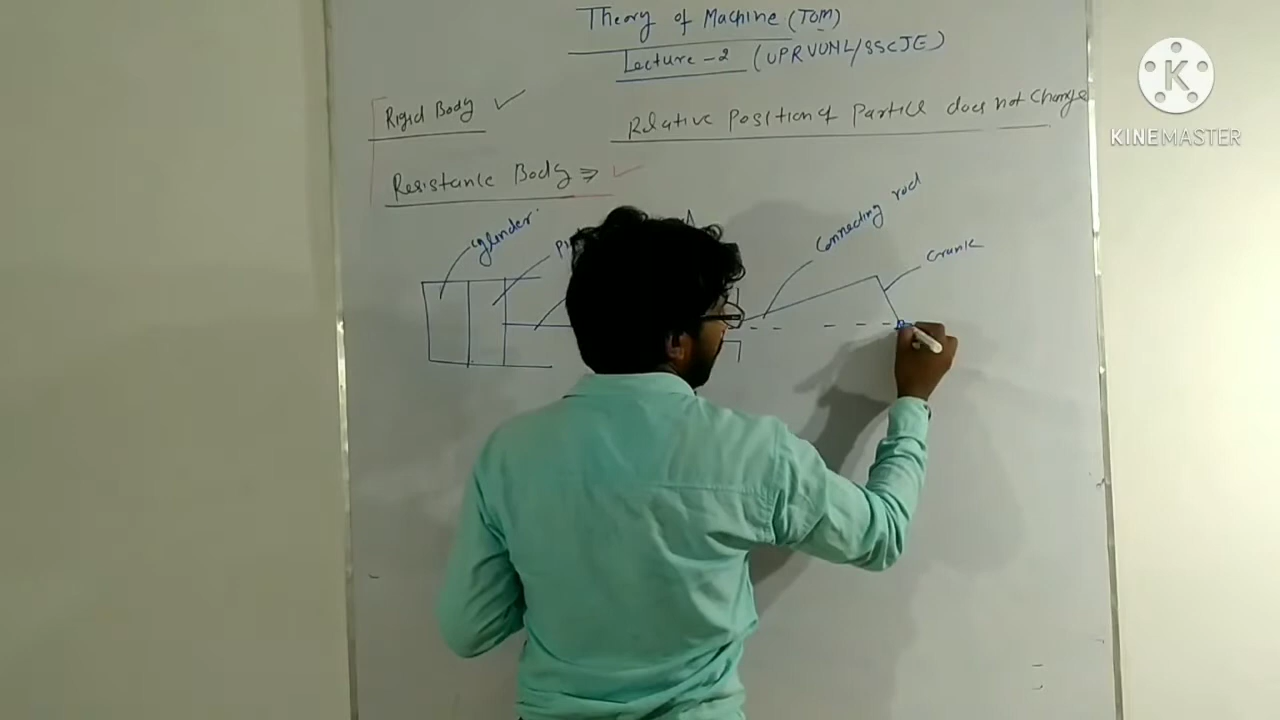 Theory of Machine (TOM)
Lecture - 2 (UPRVUNL/SSCJE)
Rigid Body ✓
Relative Position of Particle does not Change
Resistance Body ⇒ ✓
cylinder
Connecting rod
Crank
KINEMASTER